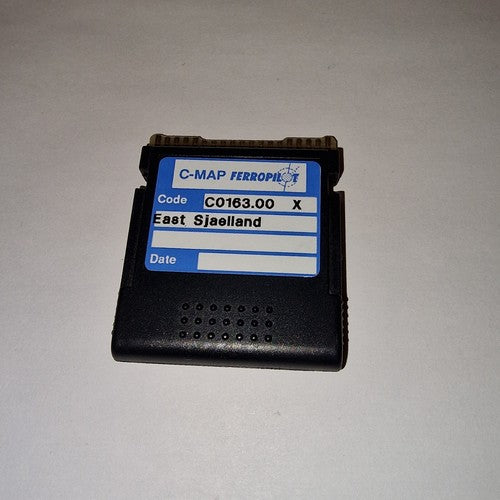 C-MAP FERROPILOT
Code C0163.00 X
East Sjaelland
Date